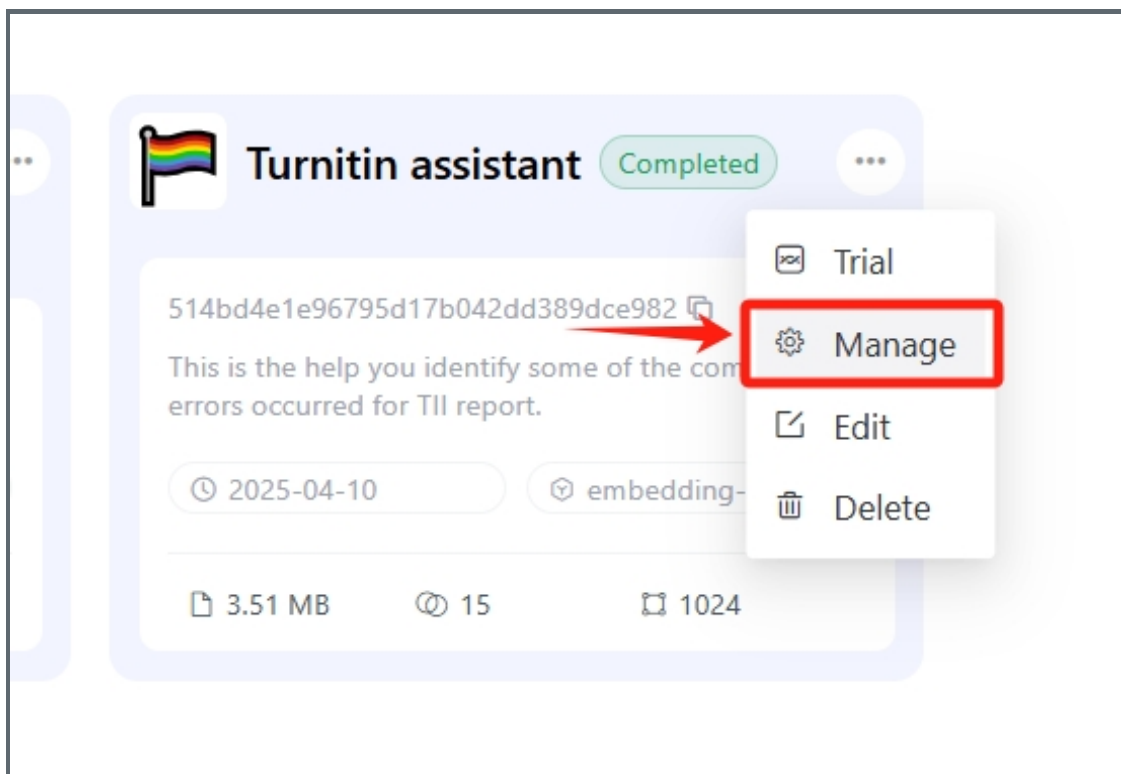 Turnitin assistant Completed
Trial
514bd4e1e96795d17b042dd389dce982
Manage
This is the help you identify some of the com
errors occurred for TII report.
Edit
2025-04-10 embedding-
Delete
3.51 MB 15 1024